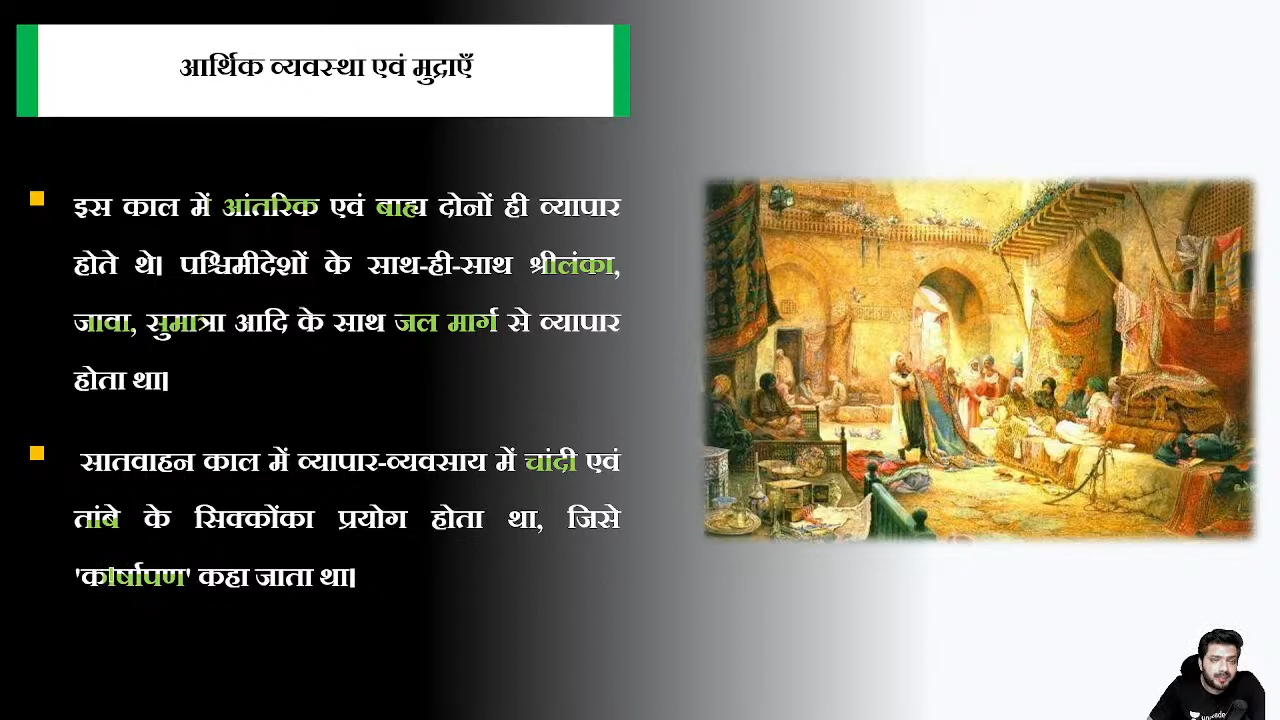 आर्थिक व्यवस्था एवं मुद्राएँ
इस काल में आंतरिक एवं बाह्य दोनों ही व्यापार
होते थे। पश्चिमीदेशों के साथ-ही-साथ श्रीलंका,
जावा, सुमात्रा आदि के साथ जल मार्ग से व्यापार
होता था।
सातवाहन काल में व्यापार-व्यवसाय में चांदी एवं
तांबे के सिक्कोंका प्रयोग होता था, जिसे
'कार्षापण' कहा जाता था।